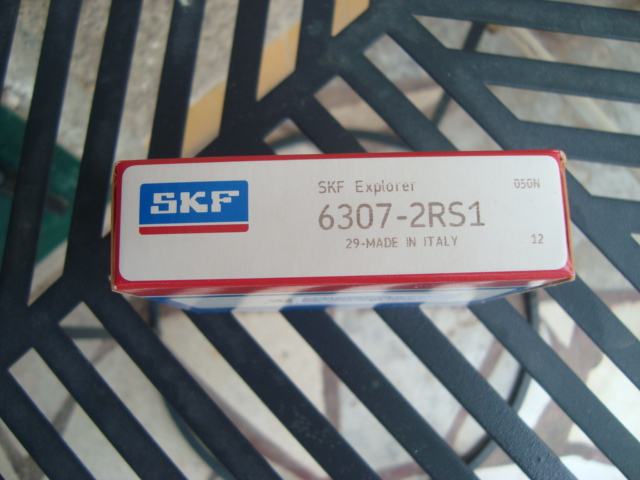 SKF
SKF Explorer
050N
6307-2RS1
29-MADE IN ITALY
12